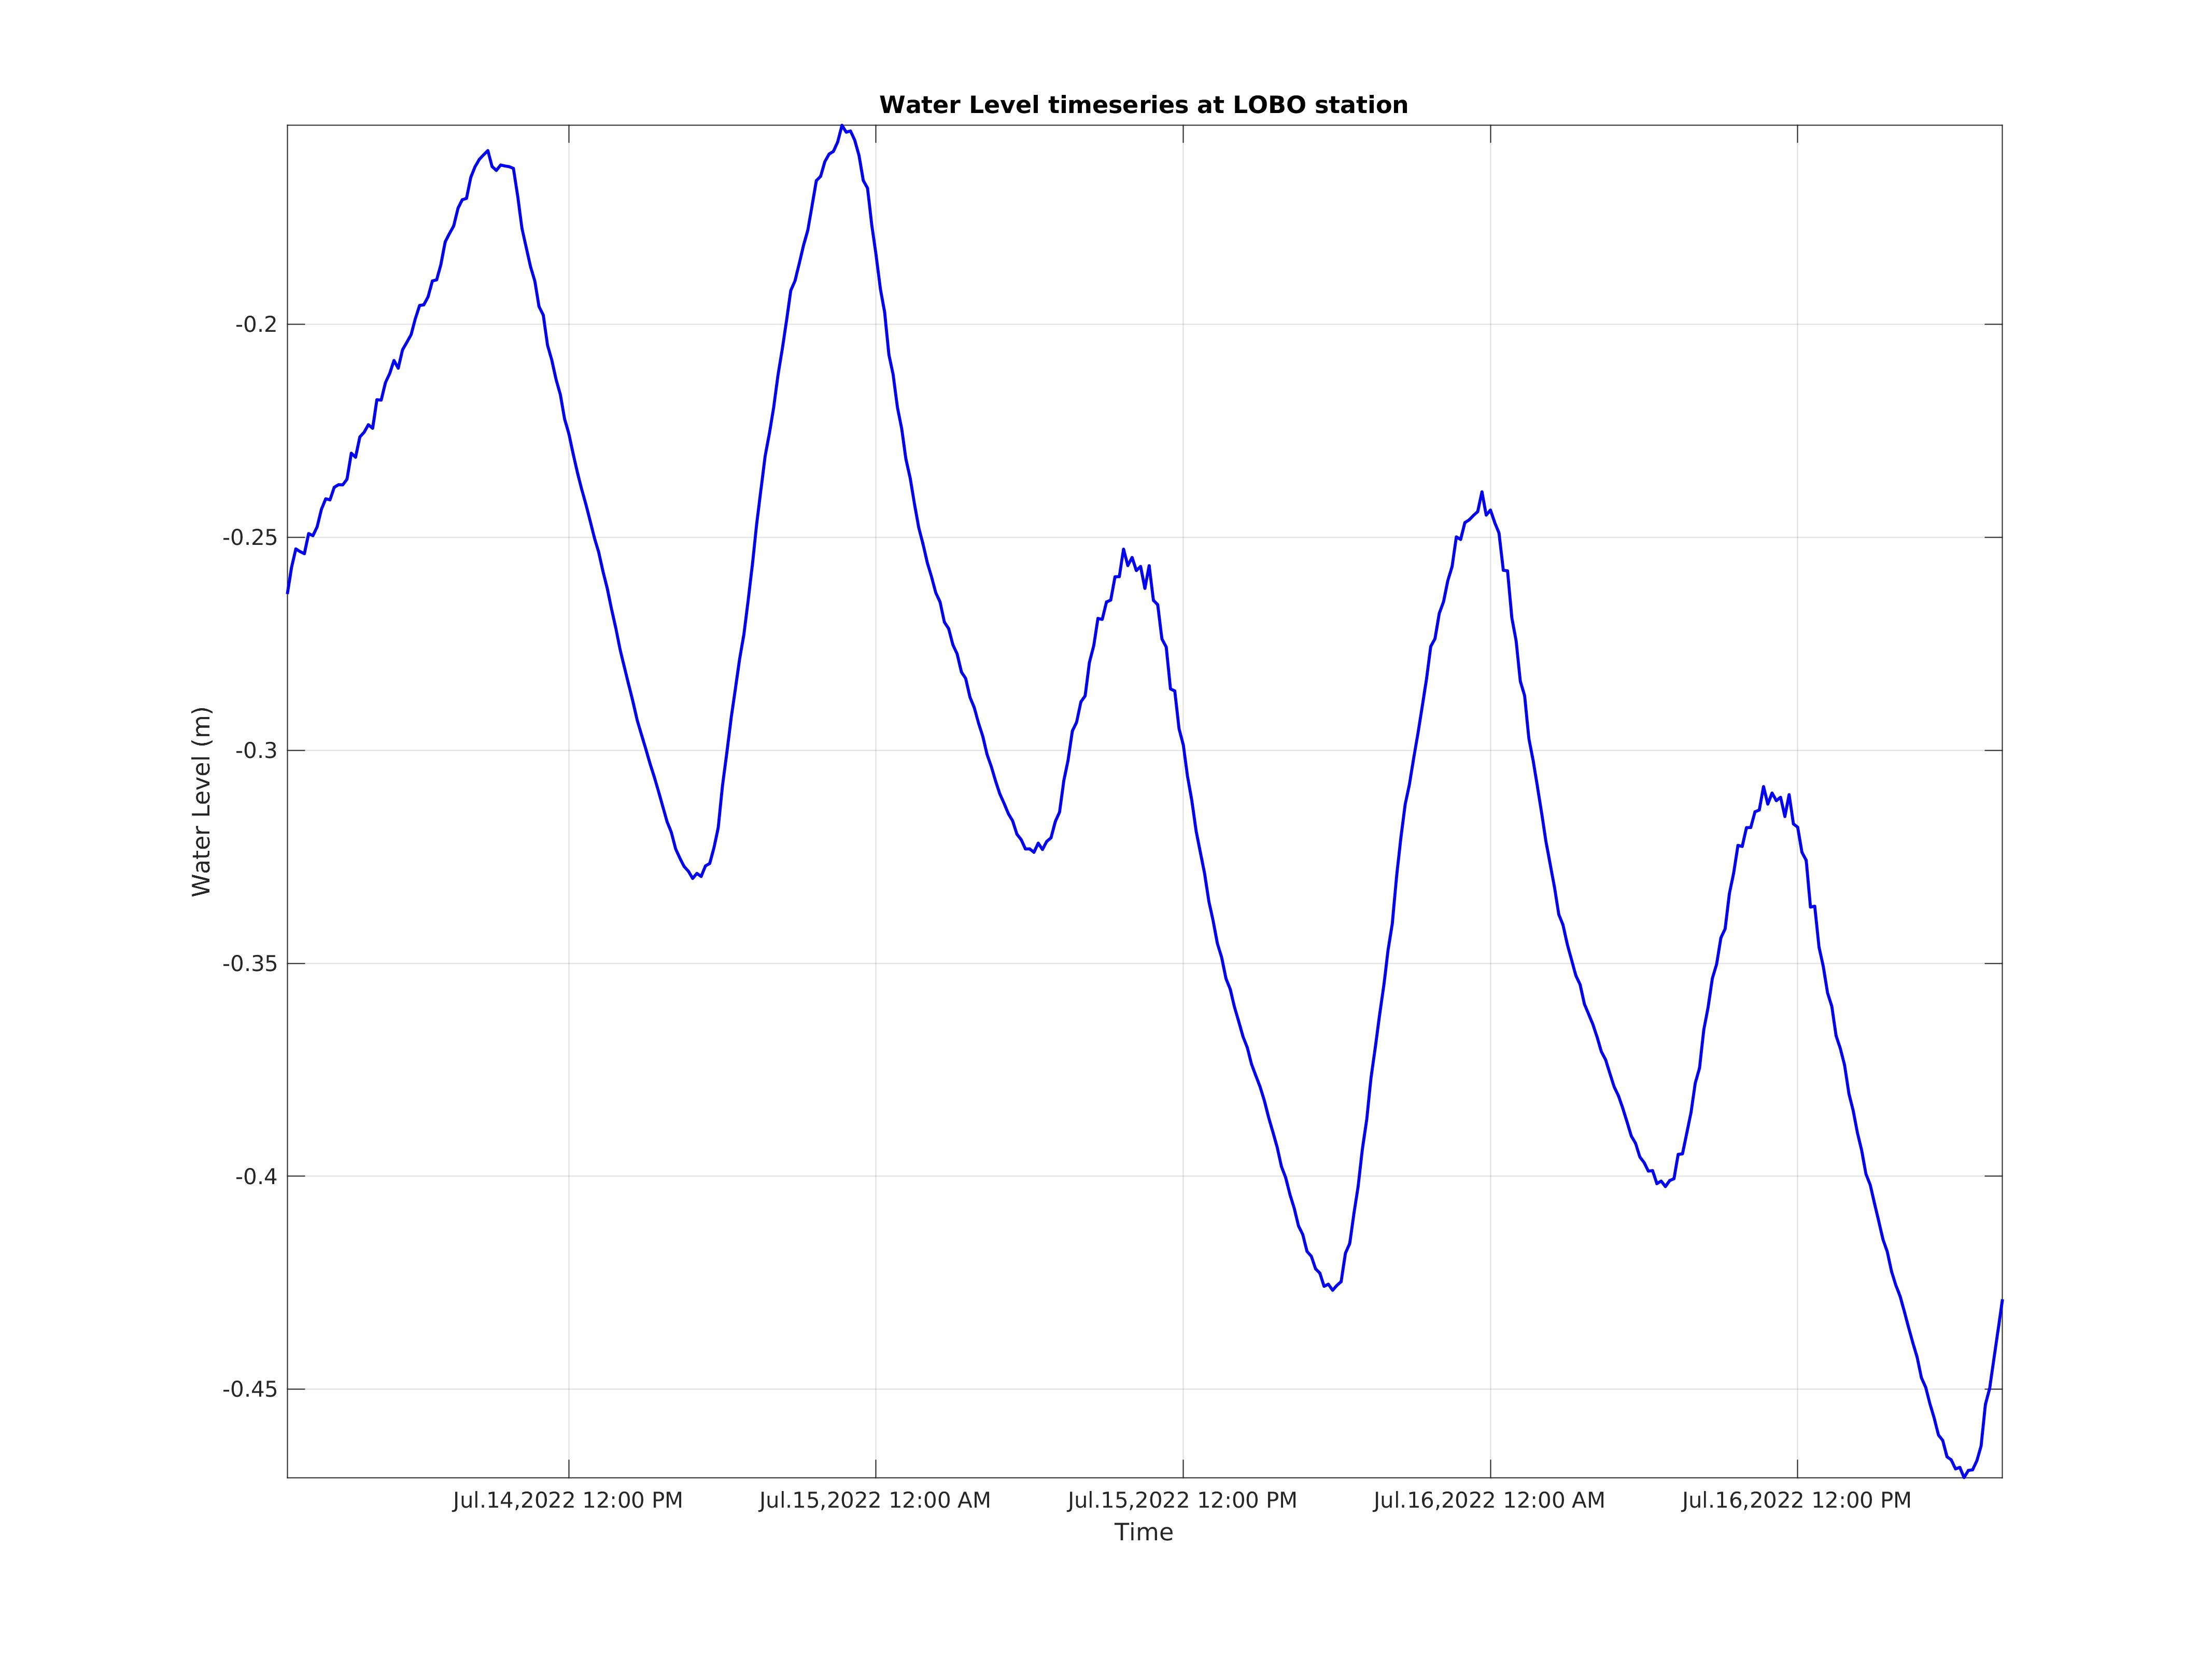 Water Level timeseries at LOBO station
-0.2
-0.25
-0.3
-0.35
-0.4
-0.45
Water Level (m)
Jul.14,2022 12:00 PM
Jul.15,2022 12:00 AM
Jul.15,2022 12:00 PM
Jul.16,2022 12:00 AM
Jul.16,2022 12:00 PM
Time